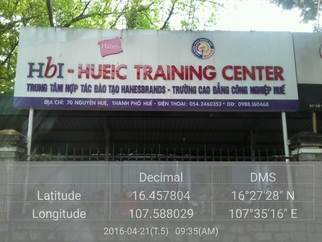 Hanes
HbI - HUEIC TRAINING CENTER
TRUNG TÂM HỢP TÁC ĐÀO TẠO HANESBRANDS - TRƯỜNG CAO ĐẲNG CÔNG NGHIỆP HUẾ
ĐỊA CHỈ: 70 NGUYỄN HUỆ, THÀNH PHỐ HUẾ - ĐIỆN THOẠI: 054.2460353 * DĐ: 0988.160468
Decimal DMS
Latitude 16.457804 16°27'28" N
Longitude 107.588029 107°35'16" E
2016-04-21(T.5) 09:35(AM)